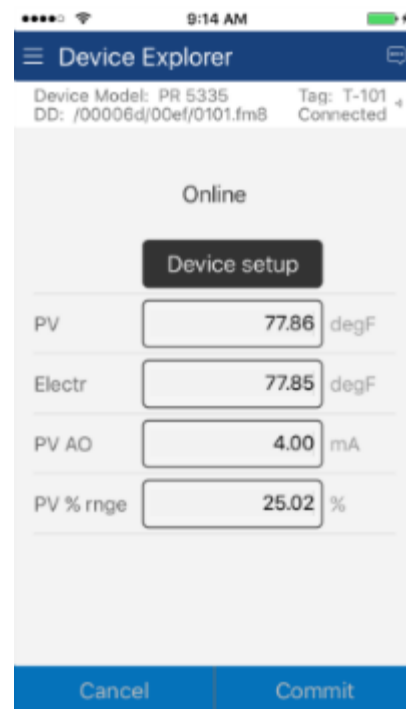 9:14 AM
Device Explorer
Device Model: PR 5335 Tag: T-101
DD: /00006d/00ef/0101.fm8 Connected
Online
Device setup
PV 77.86 degF
Electr 77.85 degF
PV AO 4.00 mA
PV % rnge 25.02 %
Cancel Commit